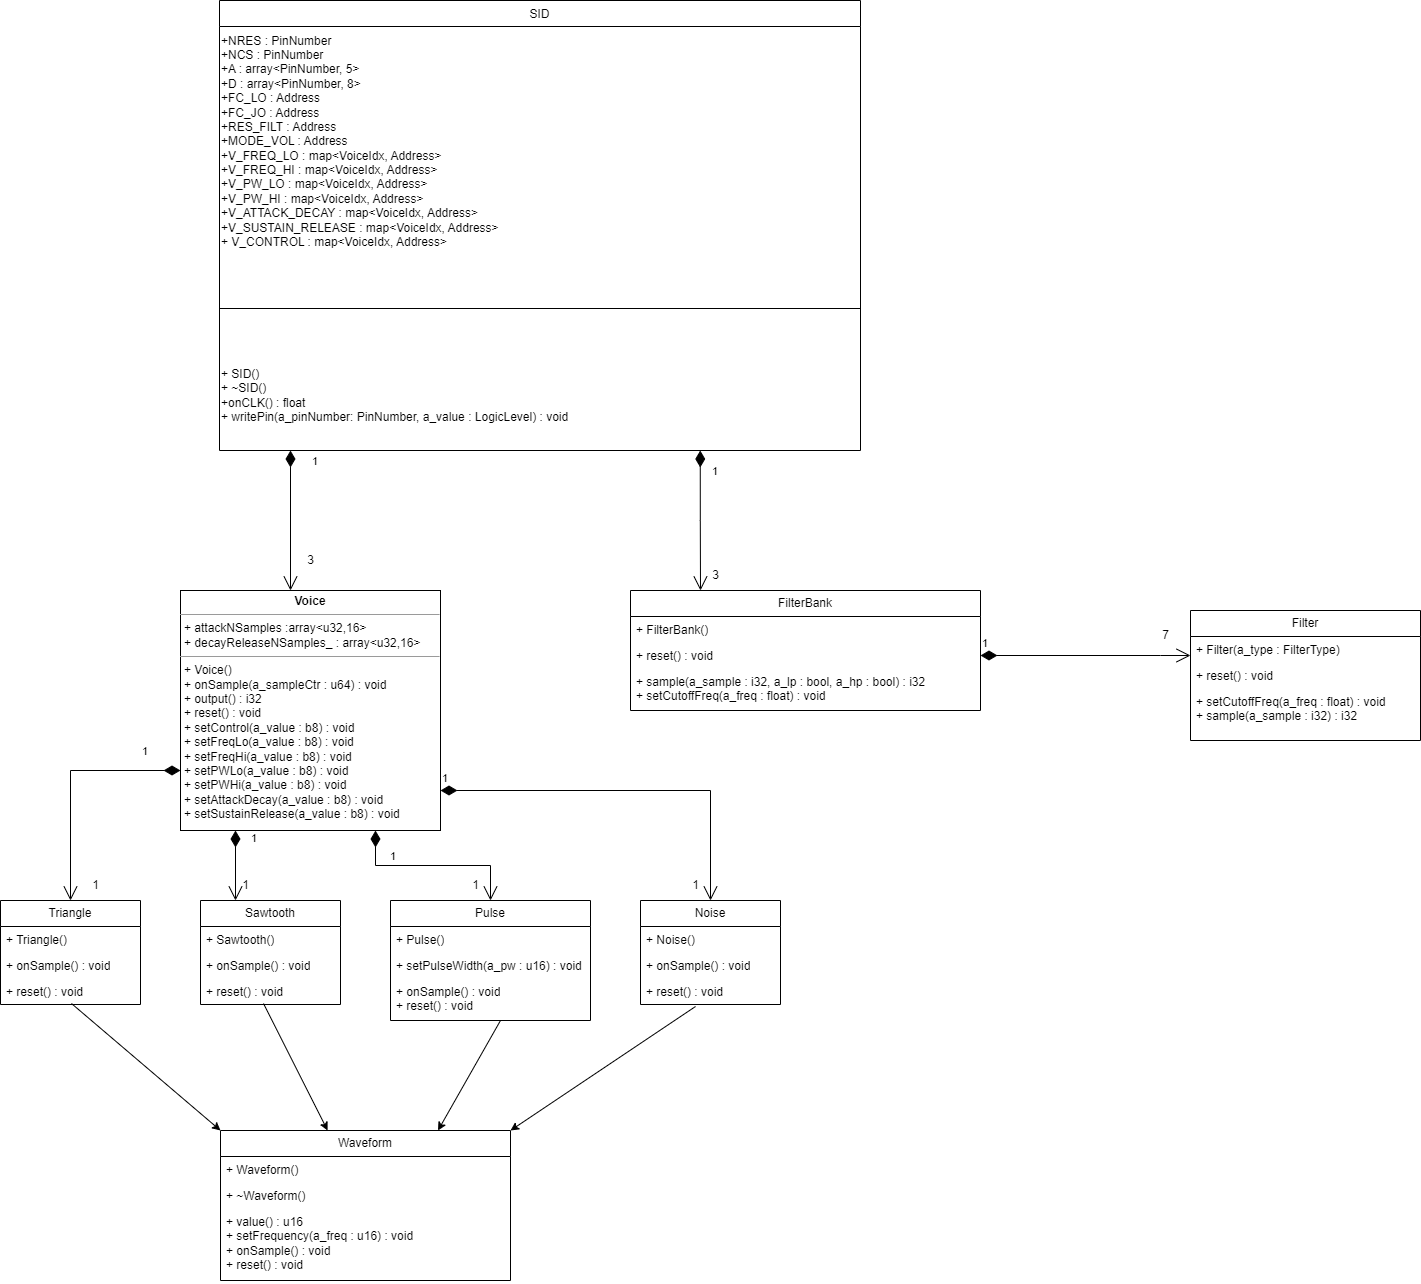 SID
+NRES : PinNumber
+NCS : PinNumber
+A : array<PinNumber, 5>
+D : array<PinNumber, 8>
+FC_LO : Address
+FC_JO : Address
+RES_FILT : Address
+MODE_VOL : Address
+V_FREQ_LO : map<VoiceIdx, Address>
+V_FREQ_HI : map<VoiceIdx, Address>
+V_PW_LO : map<VoiceIdx, Address>
+V_PW_HI : map<VoiceIdx, Address>
+V_ATTACK_DECAY : map<VoiceIdx, Address>
+V_SUSTAIN_RELEASE : map<VoiceIdx, Address>
+ V_CONTROL : map<VoiceIdx, Address>
+ SID()
+ ~SID()
+onCLK() : float
+ writePin(a_pinNumber: PinNumber, a_value : LogicLevel) : void
1
1
3
3
Voice
+ attackNSamples :array<u32,16>
+ decayReleaseNSamples_ : array<u32,16>
+ Voice()
+ onSample(a_sampleCtr : u64) : void
+ output() : i32
+ reset() : void
+ setControl(a_value : b8) : void
+ setFreqLo(a_value : b8) : void
+ setFreqHi(a_value : b8) : void
+ setPWLo(a_value : b8) : void
+ setPWHi(a_value : b8) : void
+ setAttackDecay(a_value : b8) : void
+ setSustainRelease(a_value : b8) : void
FilterBank
+ FilterBank()
+ reset() : void
+ sample(a_sample : i32, a_lp : bool, a_hp : bool) : i32
+ setCutoffFreq(a_freq : float) : void
1
7
Filter
+ Filter(a_type : FilterType)
+ reset() : void
+ setCutoffFreq(a_freq : float) : void
+ sample(a_sample : i32) : i32
1
1
1
1
1
1
1
1
Triangle
+ Triangle()
+ onSample() : void
+ reset() : void
Sawtooth
+ Sawtooth()
+ onSample() : void
+ reset() : void
Pulse
+ Pulse()
+ setPulseWidth(a_pw : u16) : void
+ onSample() : void
+ reset() : void
Noise
+ Noise()
+ onSample() : void
+ reset() : void
Waveform
+ Waveform()
+ ~Waveform()
+ value() : u16
+ setFrequency(a_freq : u16) : void
+ onSample() : void
+ reset() : void